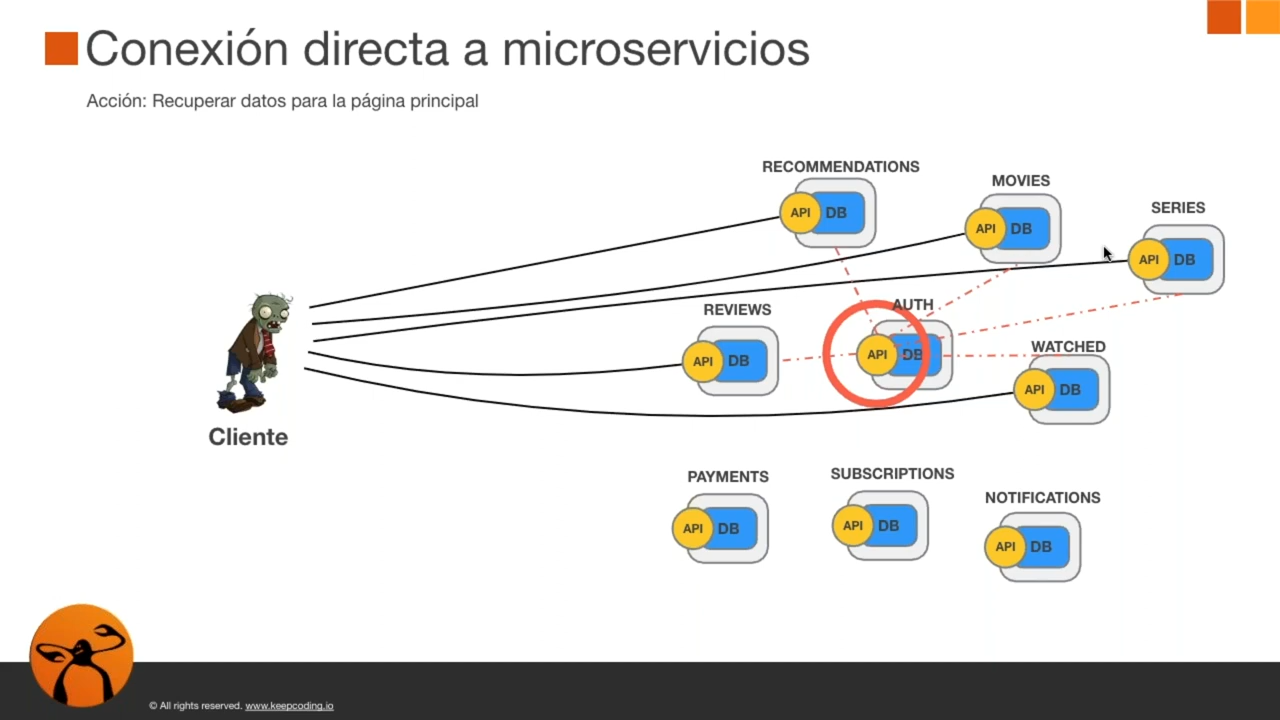 Conexión directa a microservicios
Acción: Recuperar datos para la página principal
RECOMMENDATIONS
API DB
MOVIES
API DB
SERIES
API DB
REVIEWS
API DB
AUTH
API DB
WATCHED
API DB
Cliente
PAYMENTS
API DB
SUBSCRIPTIONS
API DB
NOTIFICATIONS
API DB
© All rights reserved. www.keepcoding.io